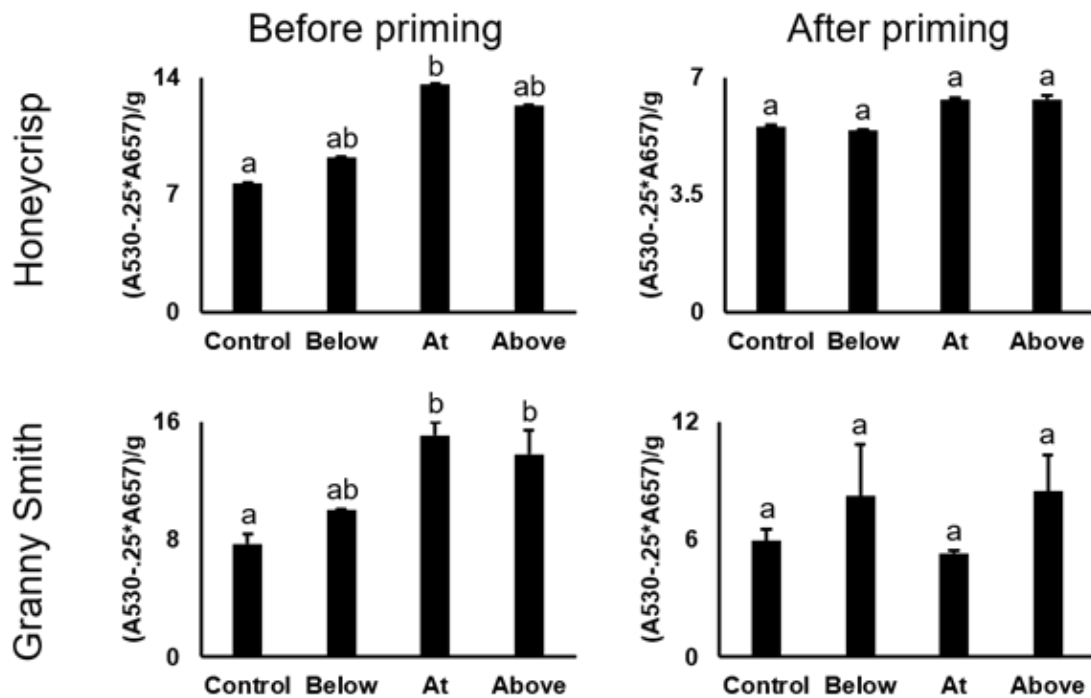 Before priming
After priming
Honeycrisp
(A530-.25*A657)/g
14
7
0
a
ab
b
ab
Control Below At Above
(A530-.25*A657)/g
7
3.5
0
a
a
a
a
Control Below At Above
Granny Smith
(A530-.25*A657)/g
16
8
0
a
ab
b
b
Control Below At Above
(A530-.25*A657)/g
12
6
0
a
a
a
a
Control Below At Above